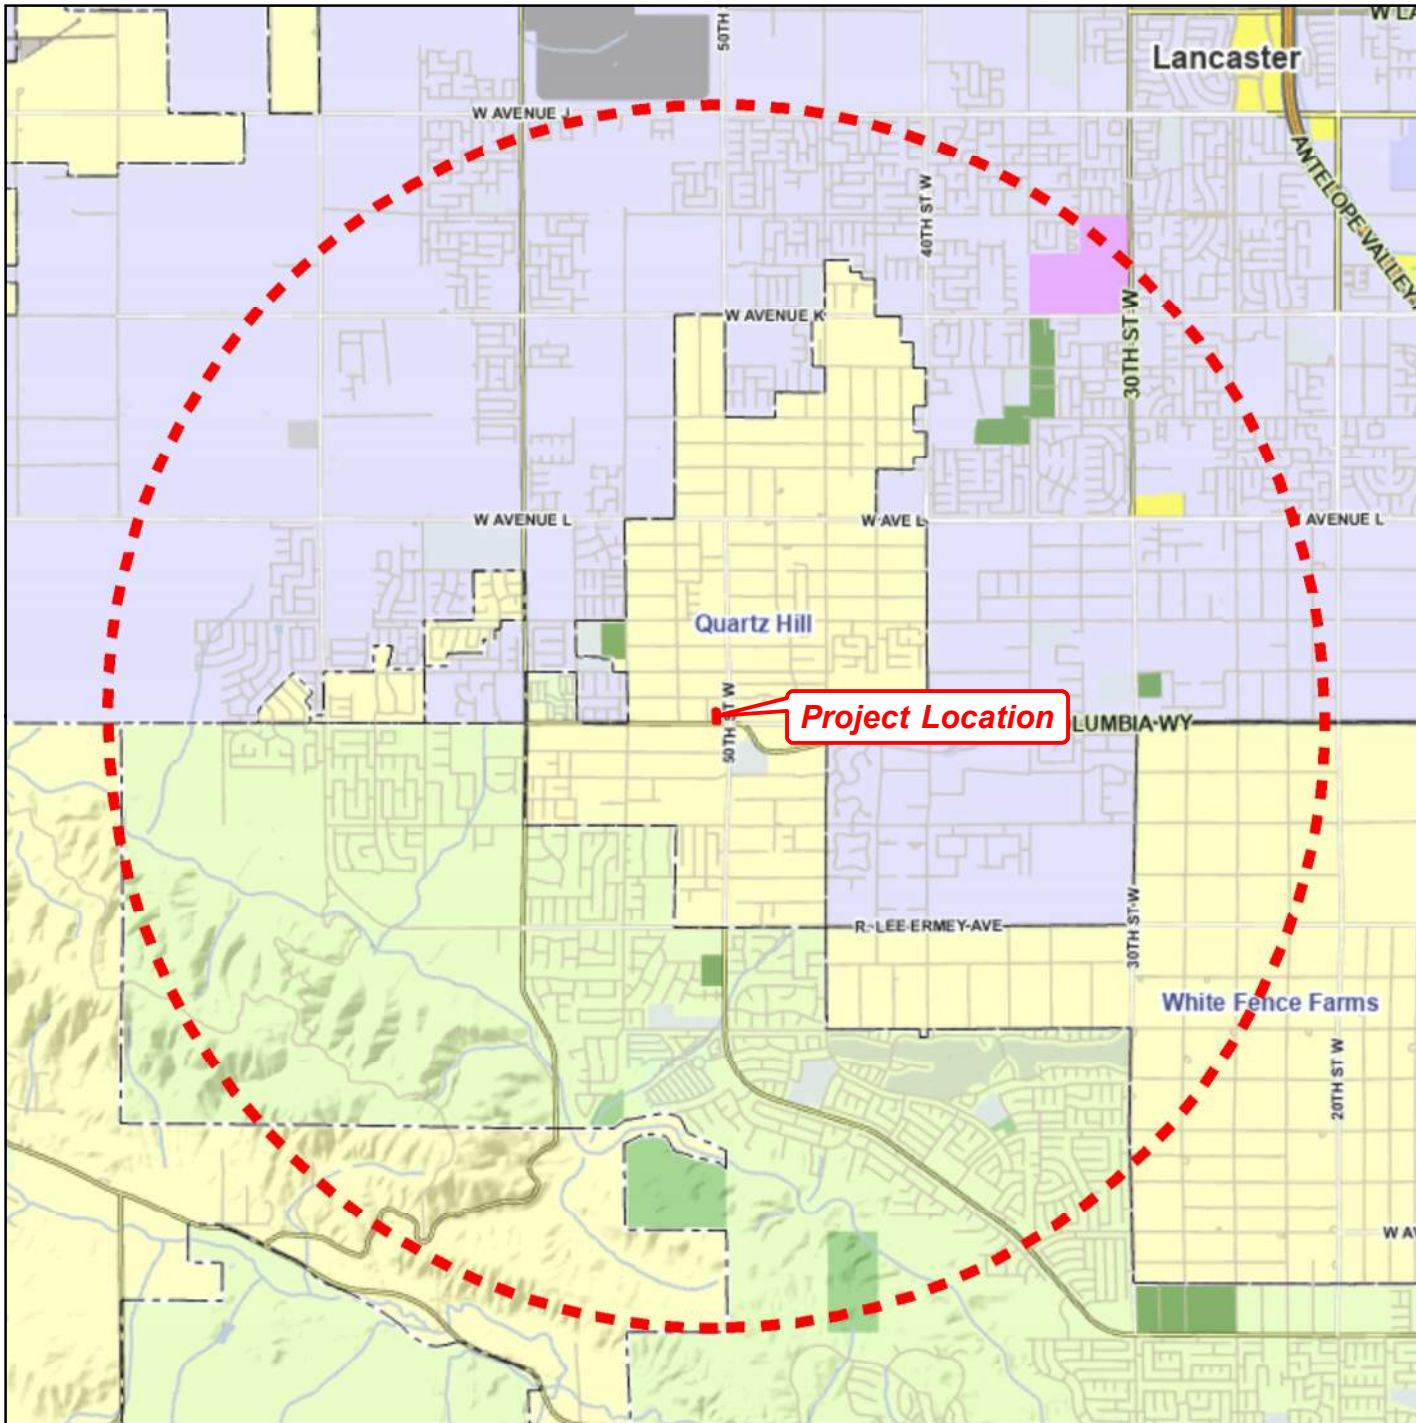 W LA
50TH
Lancaster
W AVENUE J
ANTELOPE VALLEY
40TH ST W
30TH ST W
W AVENUE K
W AVENUE L
W AVE L
AVENUE L
Quartz Hill
50TH ST W
Project Location
LUMBIA WY
R. LEE ERMEY AVE
30TH ST W
White Fence Farms
20TH ST W
W AV